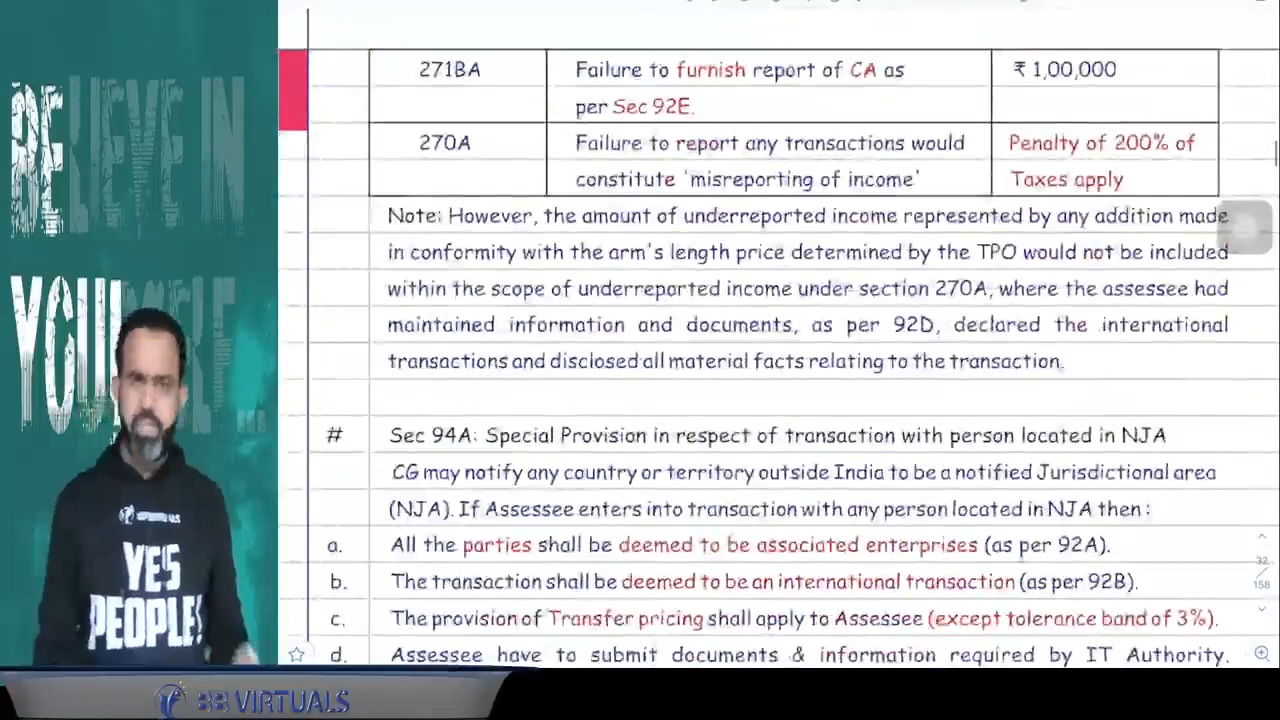 BELIEVE IN
YOURSELF...
YES
PEOPLE!
BB VIRTUALS
271BA Failure to furnish report of CA as ₹ 1,00,000
per Sec 92E.
270A Failure to report any transactions would Penalty of 200% of
constitute 'misreporting of income' Taxes apply
Note: However, the amount of underreported income represented by any addition made
in conformity with the arm's length price determined by the TPO would not be included
within the scope of underreported income under section 270A, where the assessee had
maintained information and documents, as per 92D, declared the international
transactions and disclosed all material facts relating to the transaction.
# Sec 94A: Special Provision in respect of transaction with person located in NJA
CG may notify any country or territory outside India to be a notified Jurisdictional area
(NJA). If Assessee enters into transaction with any person located in NJA then :
a. All the parties shall be deemed to be associated enterprises (as per 92A).
b. The transaction shall be deemed to be an international transaction (as per 92B).
c. The provision of Transfer pricing shall apply to Assessee (except tolerance band of 3%).
d. Assessee have to submit documents & information required by IT Authority.
32
158